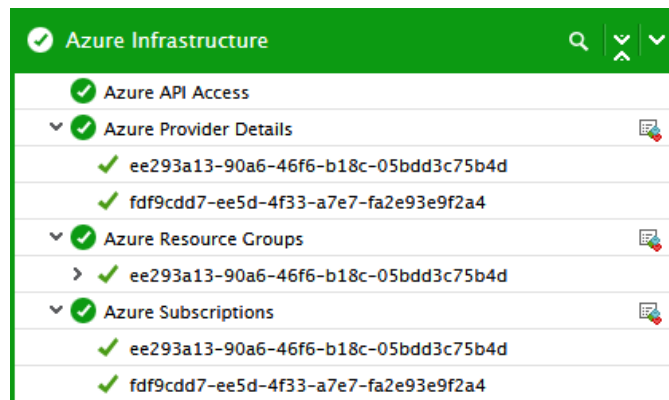 Azure Infrastructure
Azure API Access
Azure Provider Details
ee293a13-90a6-46f6-b18c-05bdd3c75b4d
fdf9cdd7-ee5d-4f33-a7e7-fa2e93e9f2a4
Azure Resource Groups
ee293a13-90a6-46f6-b18c-05bdd3c75b4d
Azure Subscriptions
ee293a13-90a6-46f6-b18c-05bdd3c75b4d
fdf9cdd7-ee5d-4f33-a7e7-fa2e93e9f2a4